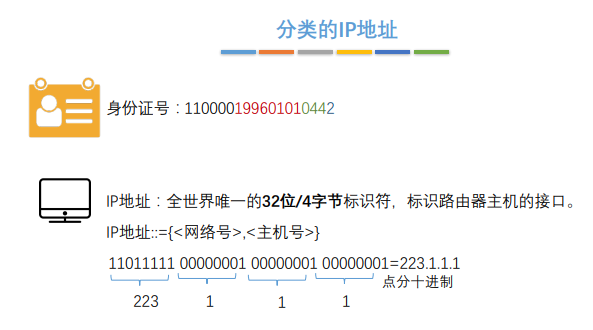 分类的IP地址
身份证号：110000199601010442
IP地址：全世界唯一的32位/4字节标识符，标识路由器主机的接口。
IP地址::={<网络号>,<主机号>}
11011111 00000001 00000001 00000001=223.1.1.1
点分十进制
223 1 1 1